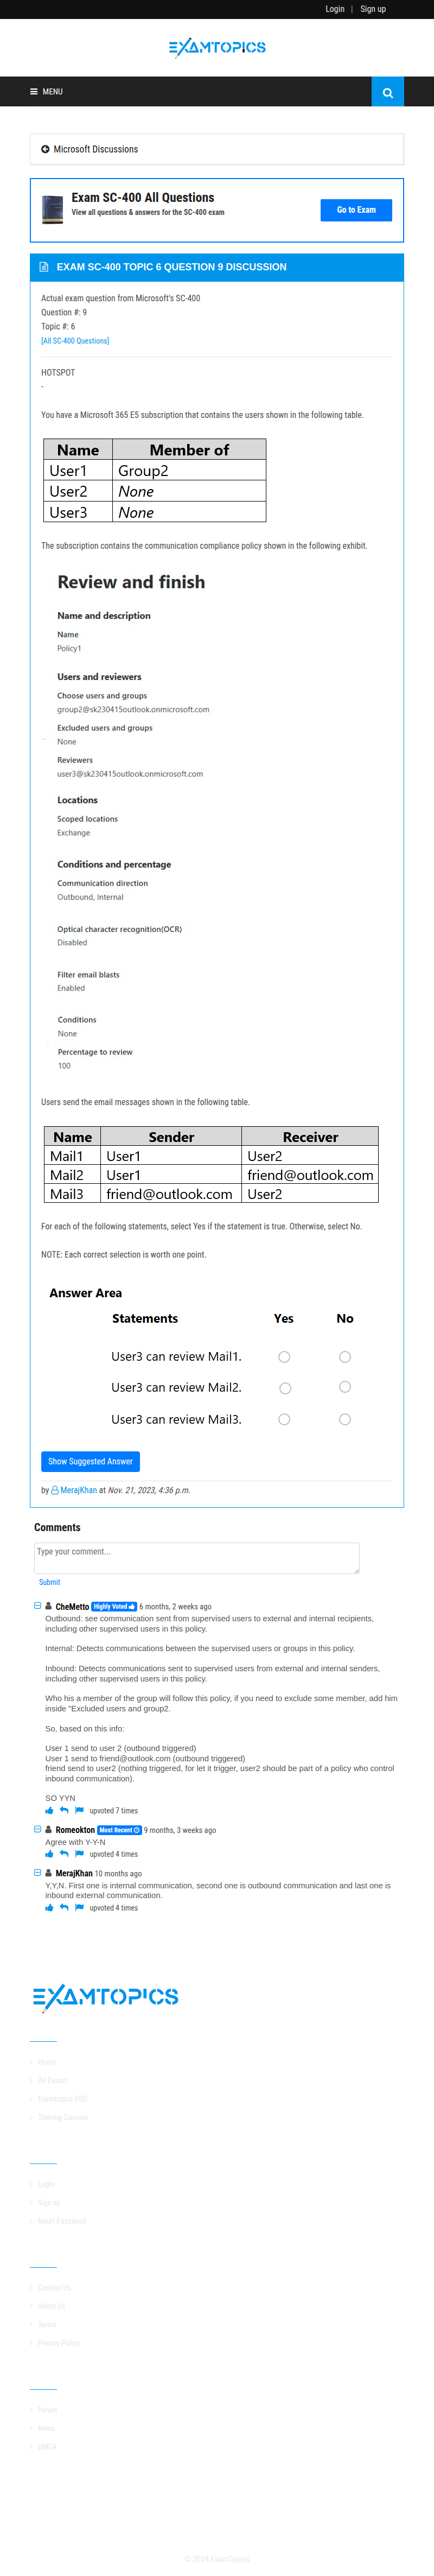 Login | Sign up
EXAMTOPICS
MENU
Microsoft Discussions
Exam SC-400 All Questions
View all questions & answers for the SC-400 exam
Go to Exam
EXAM SC-400 TOPIC 6 QUESTION 9 DISCUSSION
Actual exam question from Microsoft's SC-400
Question #: 9
Topic #: 6
[All SC-400 Questions]
HOTSPOT
-
You have a Microsoft 365 E5 subscription that contains the users shown in the following table.
Name Member of
User1 Group2
User2 None
User3 None
The subscription contains the communication compliance policy shown in the following exhibit.
Review and finish
Name and description
Name
Policy1
Users and reviewers
Choose users and groups
group2@sk230415outlook.onmicrosoft.com
Excluded users and groups
None
Reviewers
user3@sk230415outlook.onmicrosoft.com
Locations
Scoped locations
Exchange
Conditions and percentage
Communication direction
Outbound, Internal
Optical character recognition(OCR)
Disabled
Filter email blasts
Enabled
Conditions
None
Percentage to review
100
Users send the email messages shown in the following table.
Name Sender Receiver
Mail1 User1 User2
Mail2 User1 friend@outlook.com
Mail3 friend@outlook.com User2
For each of the following statements, select Yes if the statement is true. Otherwise, select No.
NOTE: Each correct selection is worth one point.
Answer Area
Statements Yes No
User3 can review Mail1.
User3 can review Mail2.
User3 can review Mail3.
Show Suggested Answer
by MerajKhan at Nov. 21, 2023, 4:36 p.m.
Comments
Type your comment...
Submit
CheMetto Highly Voted 6 months, 2 weeks ago
Outbound: see communication sent from supervised users to external and internal recipients,
including other supervised users in this policy.
Internal: Detects communications between the supervised users or groups in this policy.
Inbound: Detects communications sent to supervised users from external and internal senders,
including other supervised users in this policy.
Who his a member of the group will follow this policy, if you need to exclude some member, add him
inside "Excluded users and group2.
So, based on this info:
User 1 send to user 2 (outbound triggered)
User 1 send to friend@outlook.com (outbound triggered)
friend send to user2 (nothing triggered, for let it trigger, user2 should be part of a policy who control
inbound communication).
SO YYN
upvoted 7 times
Romeokton Most Recent 9 months, 3 weeks ago
Agree with Y-Y-N
upvoted 4 times
MerajKhan 10 months ago
Y,Y,N. First one is internal communication, second one is outbound communication and last one is
inbound external communication.
upvoted 4 times
EXAMTOPICS
Home
All Exams
Examtopics PRO
Training Courses
Login
Sign up
Reset Password
Contact Us
About Us
Terms
Privacy Policy
Forum
News
DMCA
© 2024 ExamTopics